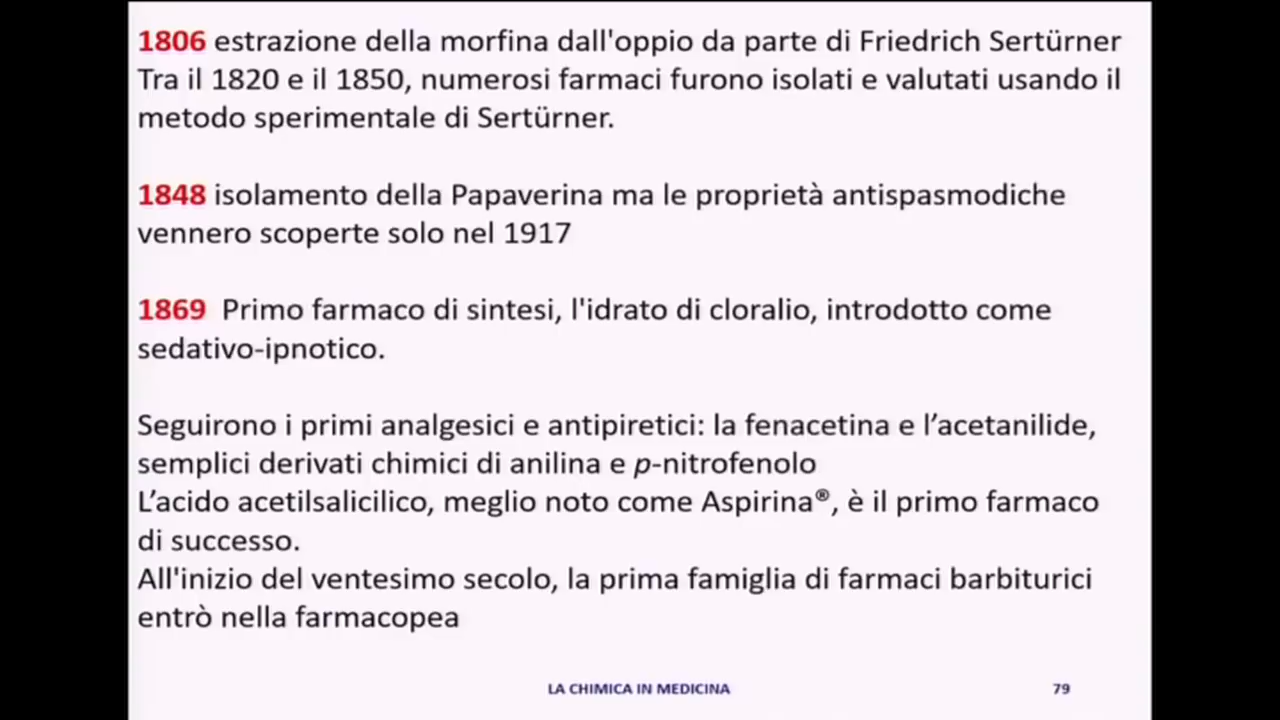 1806 estrazione della morfina dall'oppio da parte di Friedrich Sertürner
Tra il 1820 e il 1850, numerosi farmaci furono isolati e valutati usando il
metodo sperimentale di Sertürner.
1848 isolamento della Papaverina ma le proprietà antispasmodiche
vennero scoperte solo nel 1917
1869 Primo farmaco di sintesi, l'idrato di cloralio, introdotto come
sedativo-ipnotico.
Seguirono i primi analgesici e antipiretici: la fenacetina e l’acetanilide,
semplici derivati chimici di anilina e p-nitrofenolo
L’acido acetilsalicilico, meglio noto come Aspirina®, è il primo farmaco
di successo.
All'inizio del ventesimo secolo, la prima famiglia di farmaci barbiturici
entrò nella farmacopea
LA CHIMICA IN MEDICINA 79